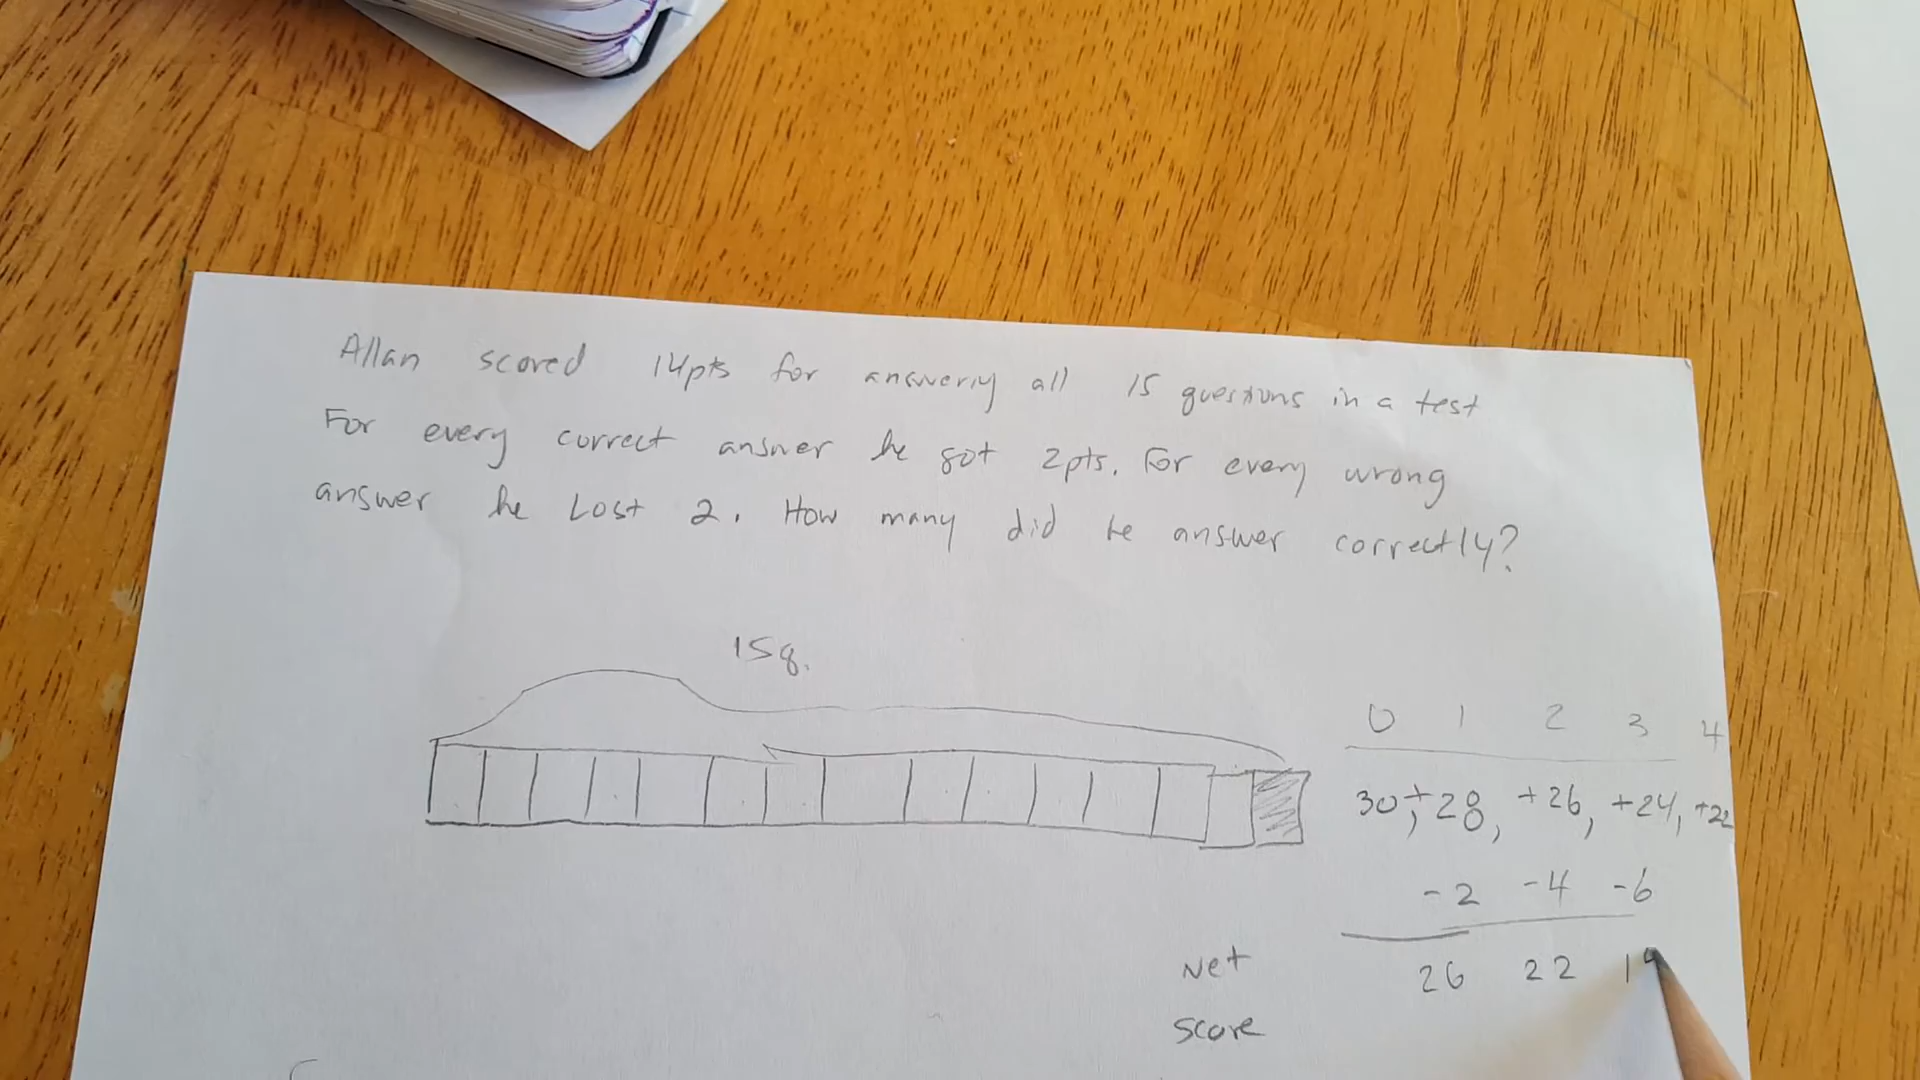 Allan scored 14pts for answeriy all 15 questions in a test
For every correct answer he got 2pts. For every wrong
answer he Lost 2. How many did he answer correctly?
15q.
0 1 2 3 4
30, +28, +26, +24, +22
-2 -4 -6
Net 26 22 1
score